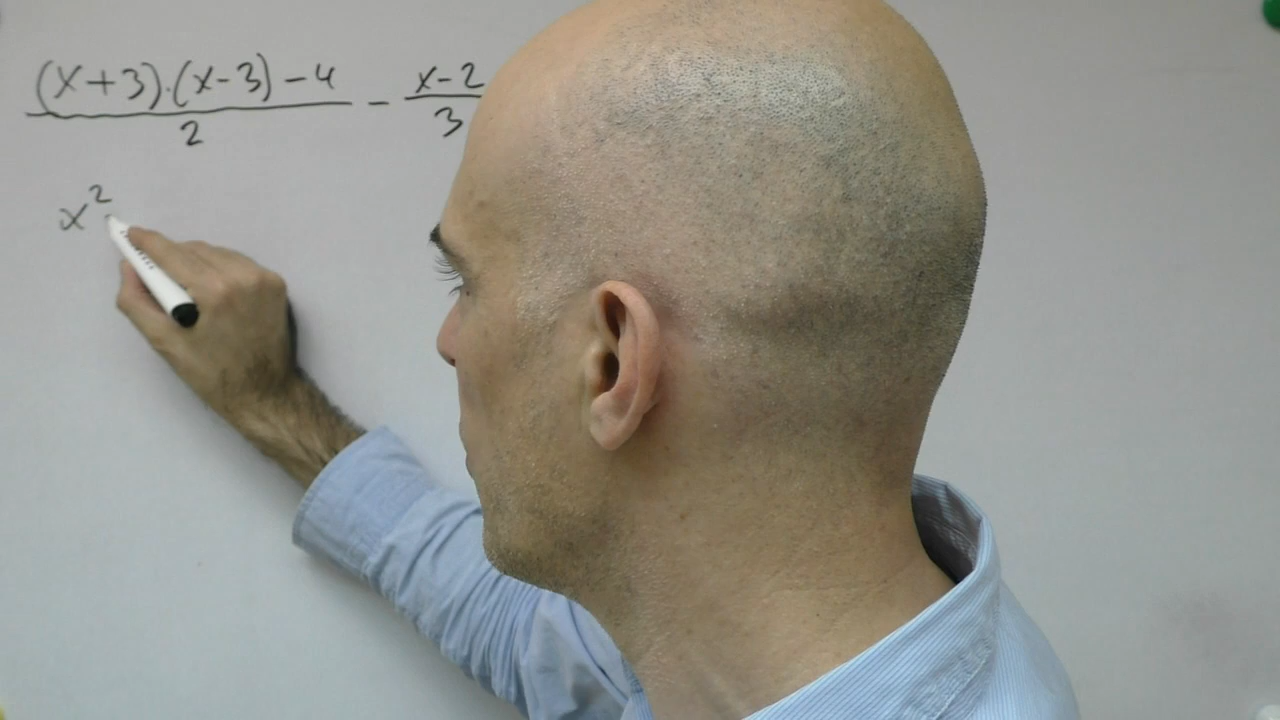 (x+3)·(x-3)-4 / 2 - x-2 / 3
x²